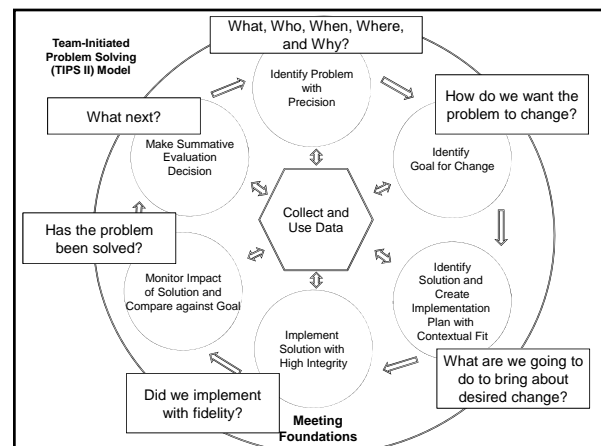 Team-Initiated
Problem Solving
(TIPS II) Model
What, Who, When, Where,
and Why?
Identify Problem
with
Precision
How do we want the
problem to change?
Identify
Goal for Change
What next?
Make Summative
Evaluation
Decision
Collect and
Use Data
Has the problem
been solved?
Monitor Impact
of Solution and
Compare against Goal
Identify
Solution and
Create
Implementation
Plan with
Contextual Fit
Implement
Solution with
High Integrity
What are we going to
do to bring about
desired change?
Did we implement
with fidelity?
Meeting
Foundations